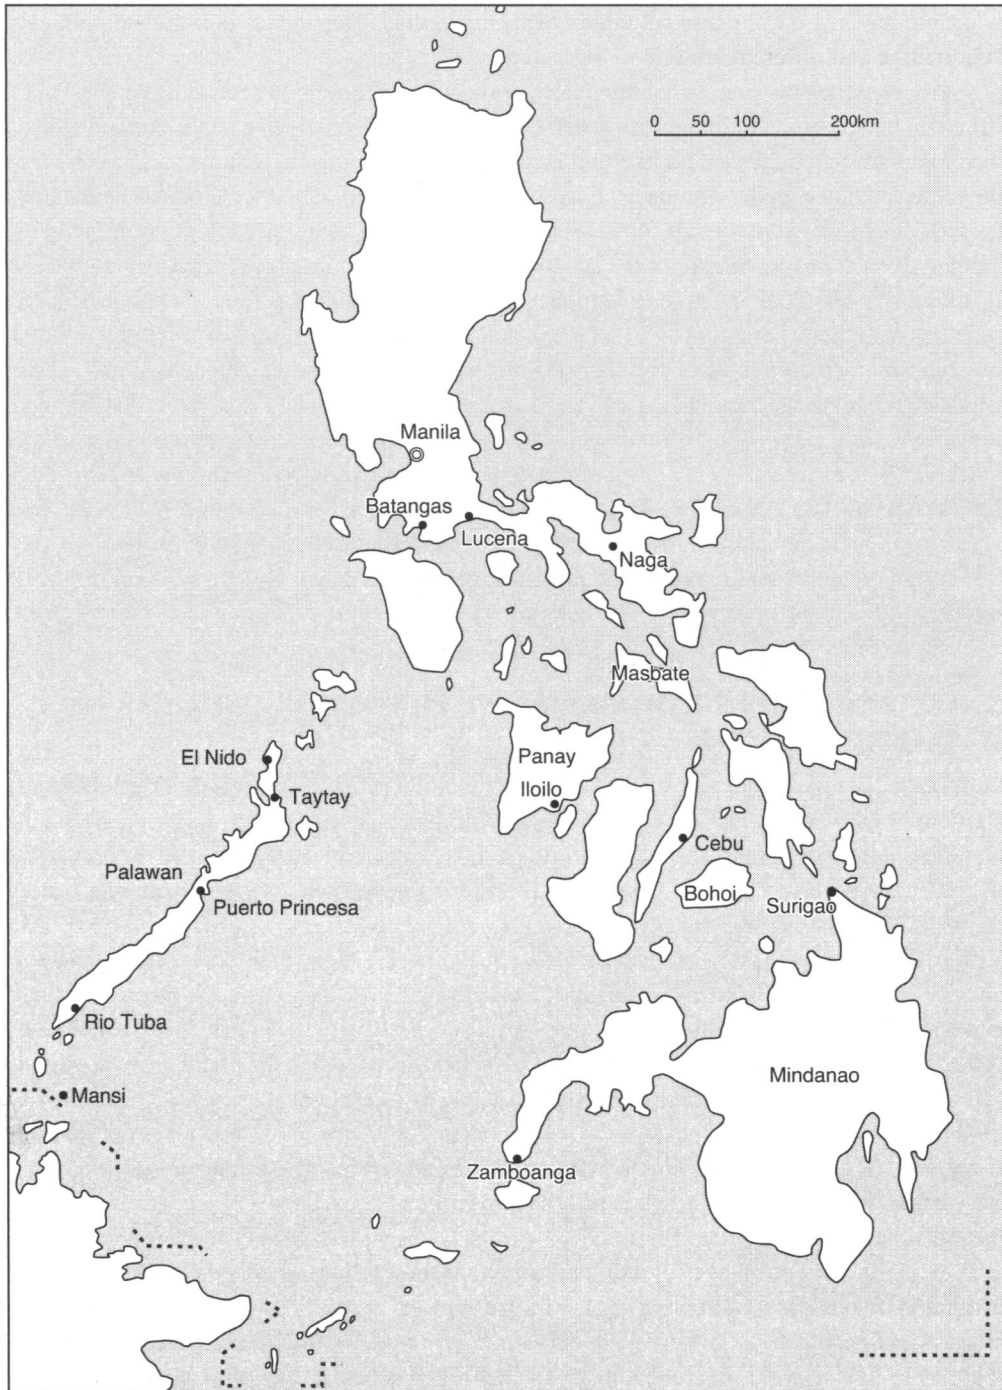 0 50 100 200km
Manila
Batangas
Lucena
Naga
Masbate
El Nido
Panay
Taytay
Iloilo
Cebu
Palawan
Bohoi
Puerto Princesa
Surigao
Rio Tuba
Mindanao
Mansi
Zamboanga